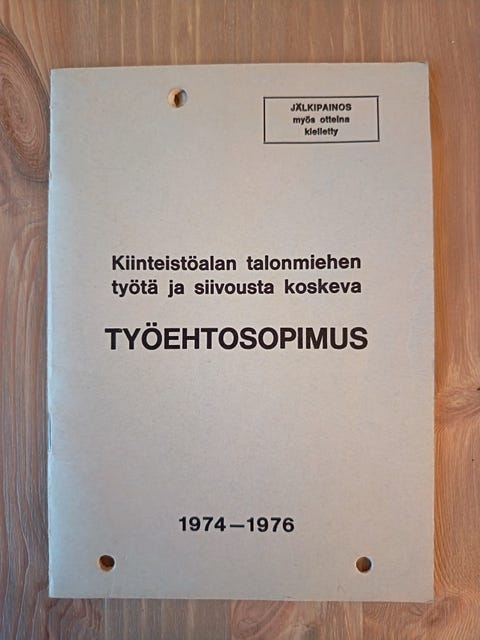 JÄLKIPAINOS
myös otteina
kielletty
Kiinteistöalan talonmiehen
työtä ja siivousta koskeva
TYÖEHTOSOPIMUS
1974—1976